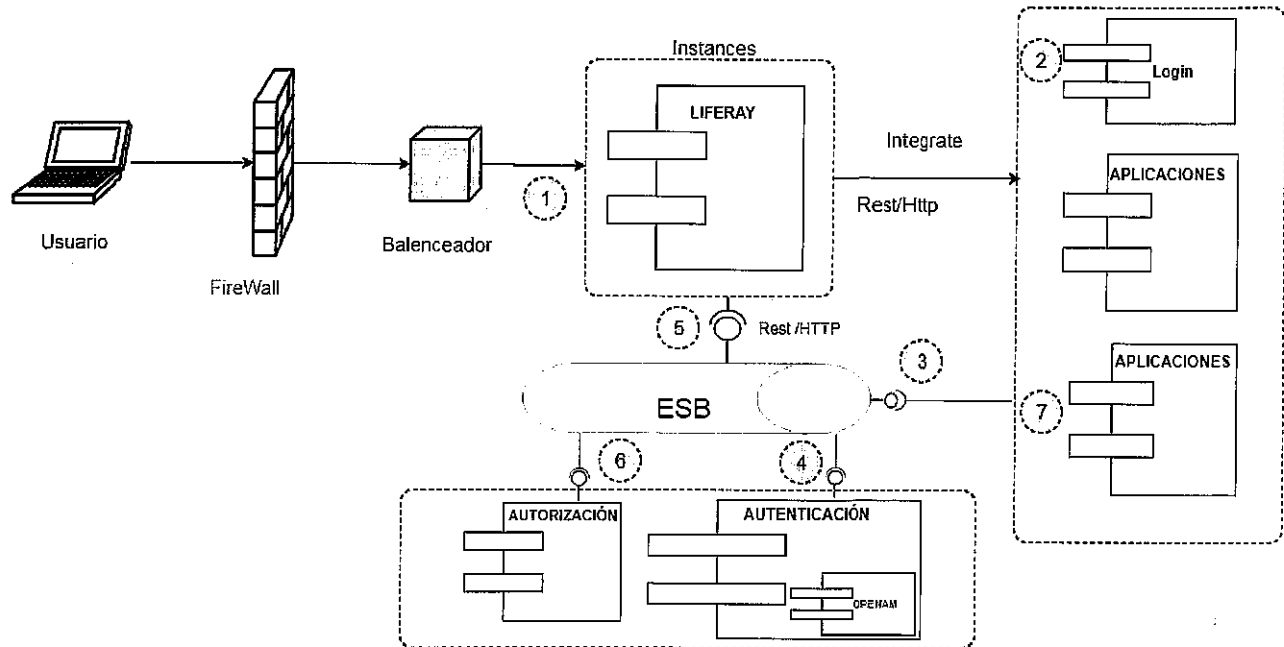 Instances
2
Login
LIFERAY
Integrate
1
Rest/Http
APLICACIONES
Usuario
Balenceador
FireWall
5
Rest /HTTP
3
APLICACIONES
ESB
7
6
4
AUTORIZACIÓN
AUTENTICACIÓN
OPENAM